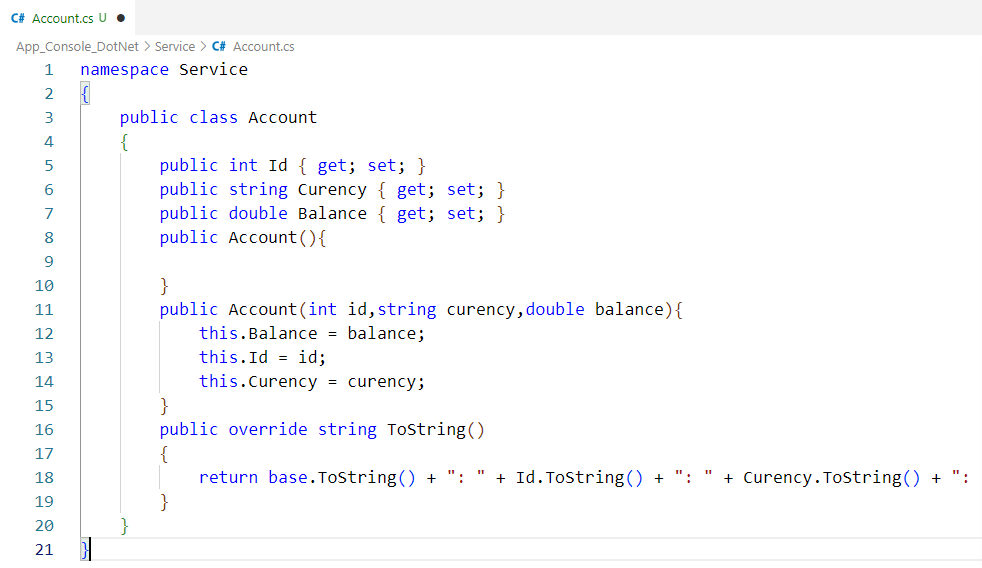 C# Account.cs U ●
App_Console_DotNet > Service > C# Account.cs
1 namespace Service
2 {
3     public class Account
4     {
5         public int Id { get; set; }
6         public string Curency { get; set; }
7         public double Balance { get; set; }
8         public Account(){
9
10         }
11         public Account(int id,string curency,double balance){
12             this.Balance = balance;
13             this.Id = id;
14             this.Curency = curency;
15         }
16         public override string ToString()
17         {
18             return base.ToString() + ": " + Id.ToString() + ": " + Curency.ToString() + ":
19         }
20     }
21 }